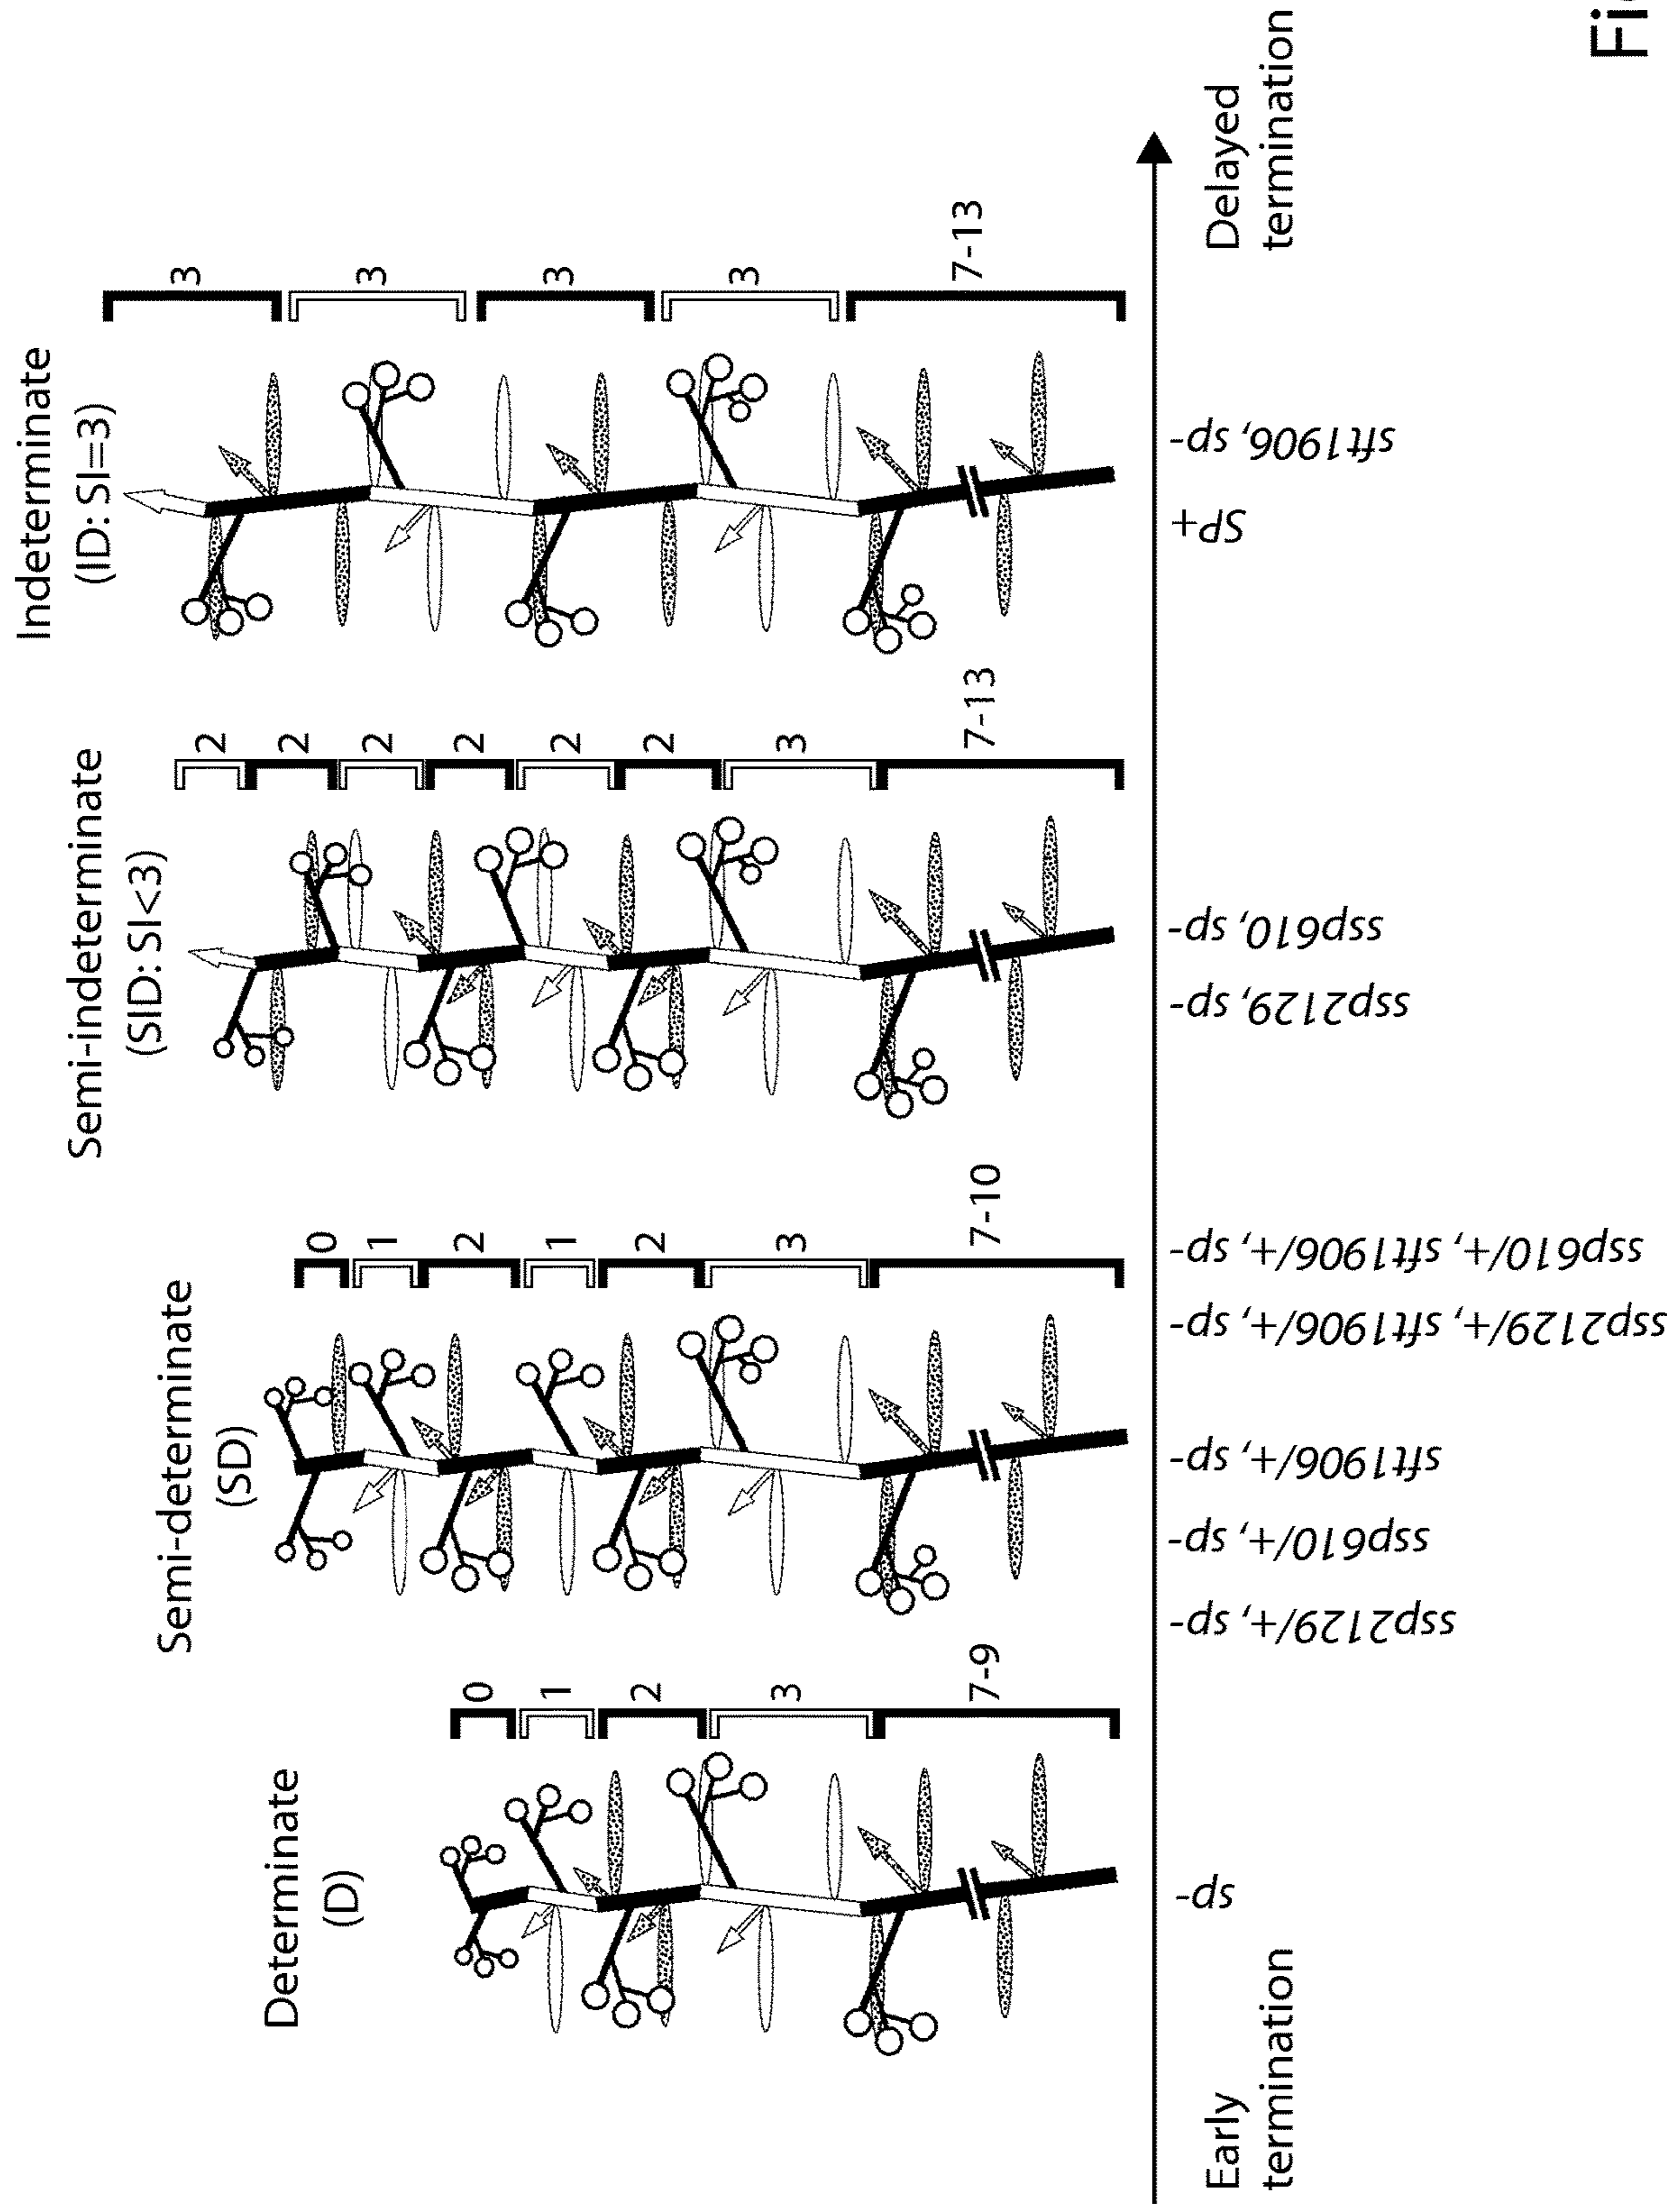 Determinate
(D)
0
1
2
3
7-9
Semi-determinate
(SD)
0
1
2
1
2
3
7-10
Semi-indeterminate
(SID: SI<3)
2
2
2
2
2
2
3
7-13
Indeterminate
(ID: SI=3)
3
3
3
3
7-13
sp-
ssp2129/+, sp-
ssp610/+, sp-
sft1906/+, sp-
ssp2129/+, sft1906/+, sp-
ssp610/+, sft1906/+, sp-
ssp2129, sp-
ssp610, sp-
SP+
sft1906, sp-
Early
termination
Delayed
termination